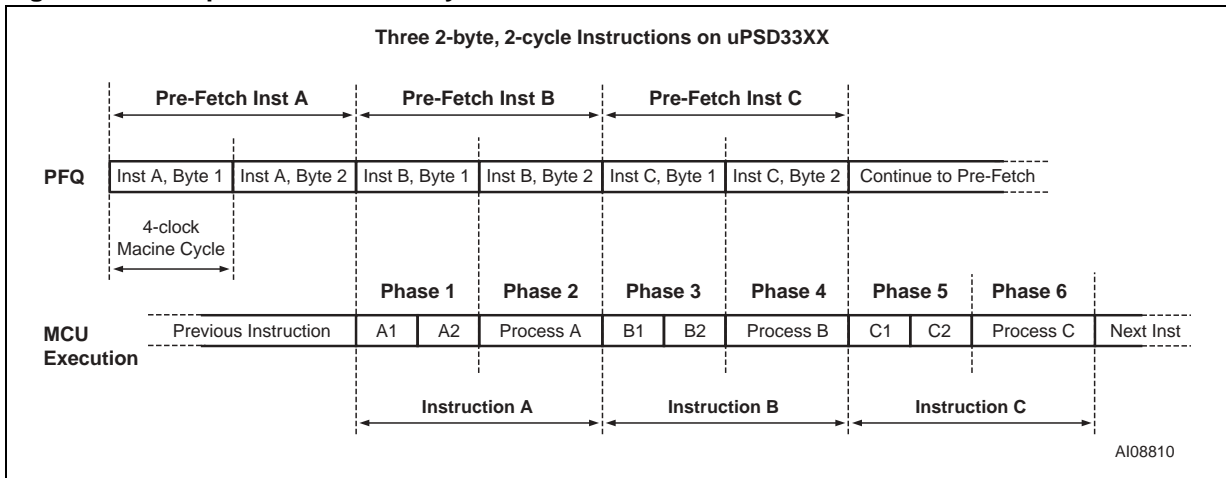 Three 2-byte, 2-cycle Instructions on uPSD33XX
Pre-Fetch Inst A
Pre-Fetch Inst B
Pre-Fetch Inst C
PFQ
Inst A, Byte 1
Inst A, Byte 2
Inst B, Byte 1
Inst B, Byte 2
Inst C, Byte 1
Inst C, Byte 2
Continue to Pre-Fetch
4-clock
Macine Cycle
Phase 1
Phase 2
Phase 3
Phase 4
Phase 5
Phase 6
MCU
Execution
Previous Instruction
A1
A2
Process A
B1
B2
Process B
C1
C2
Process C
Next Inst
Instruction A
Instruction B
Instruction C
AI08810